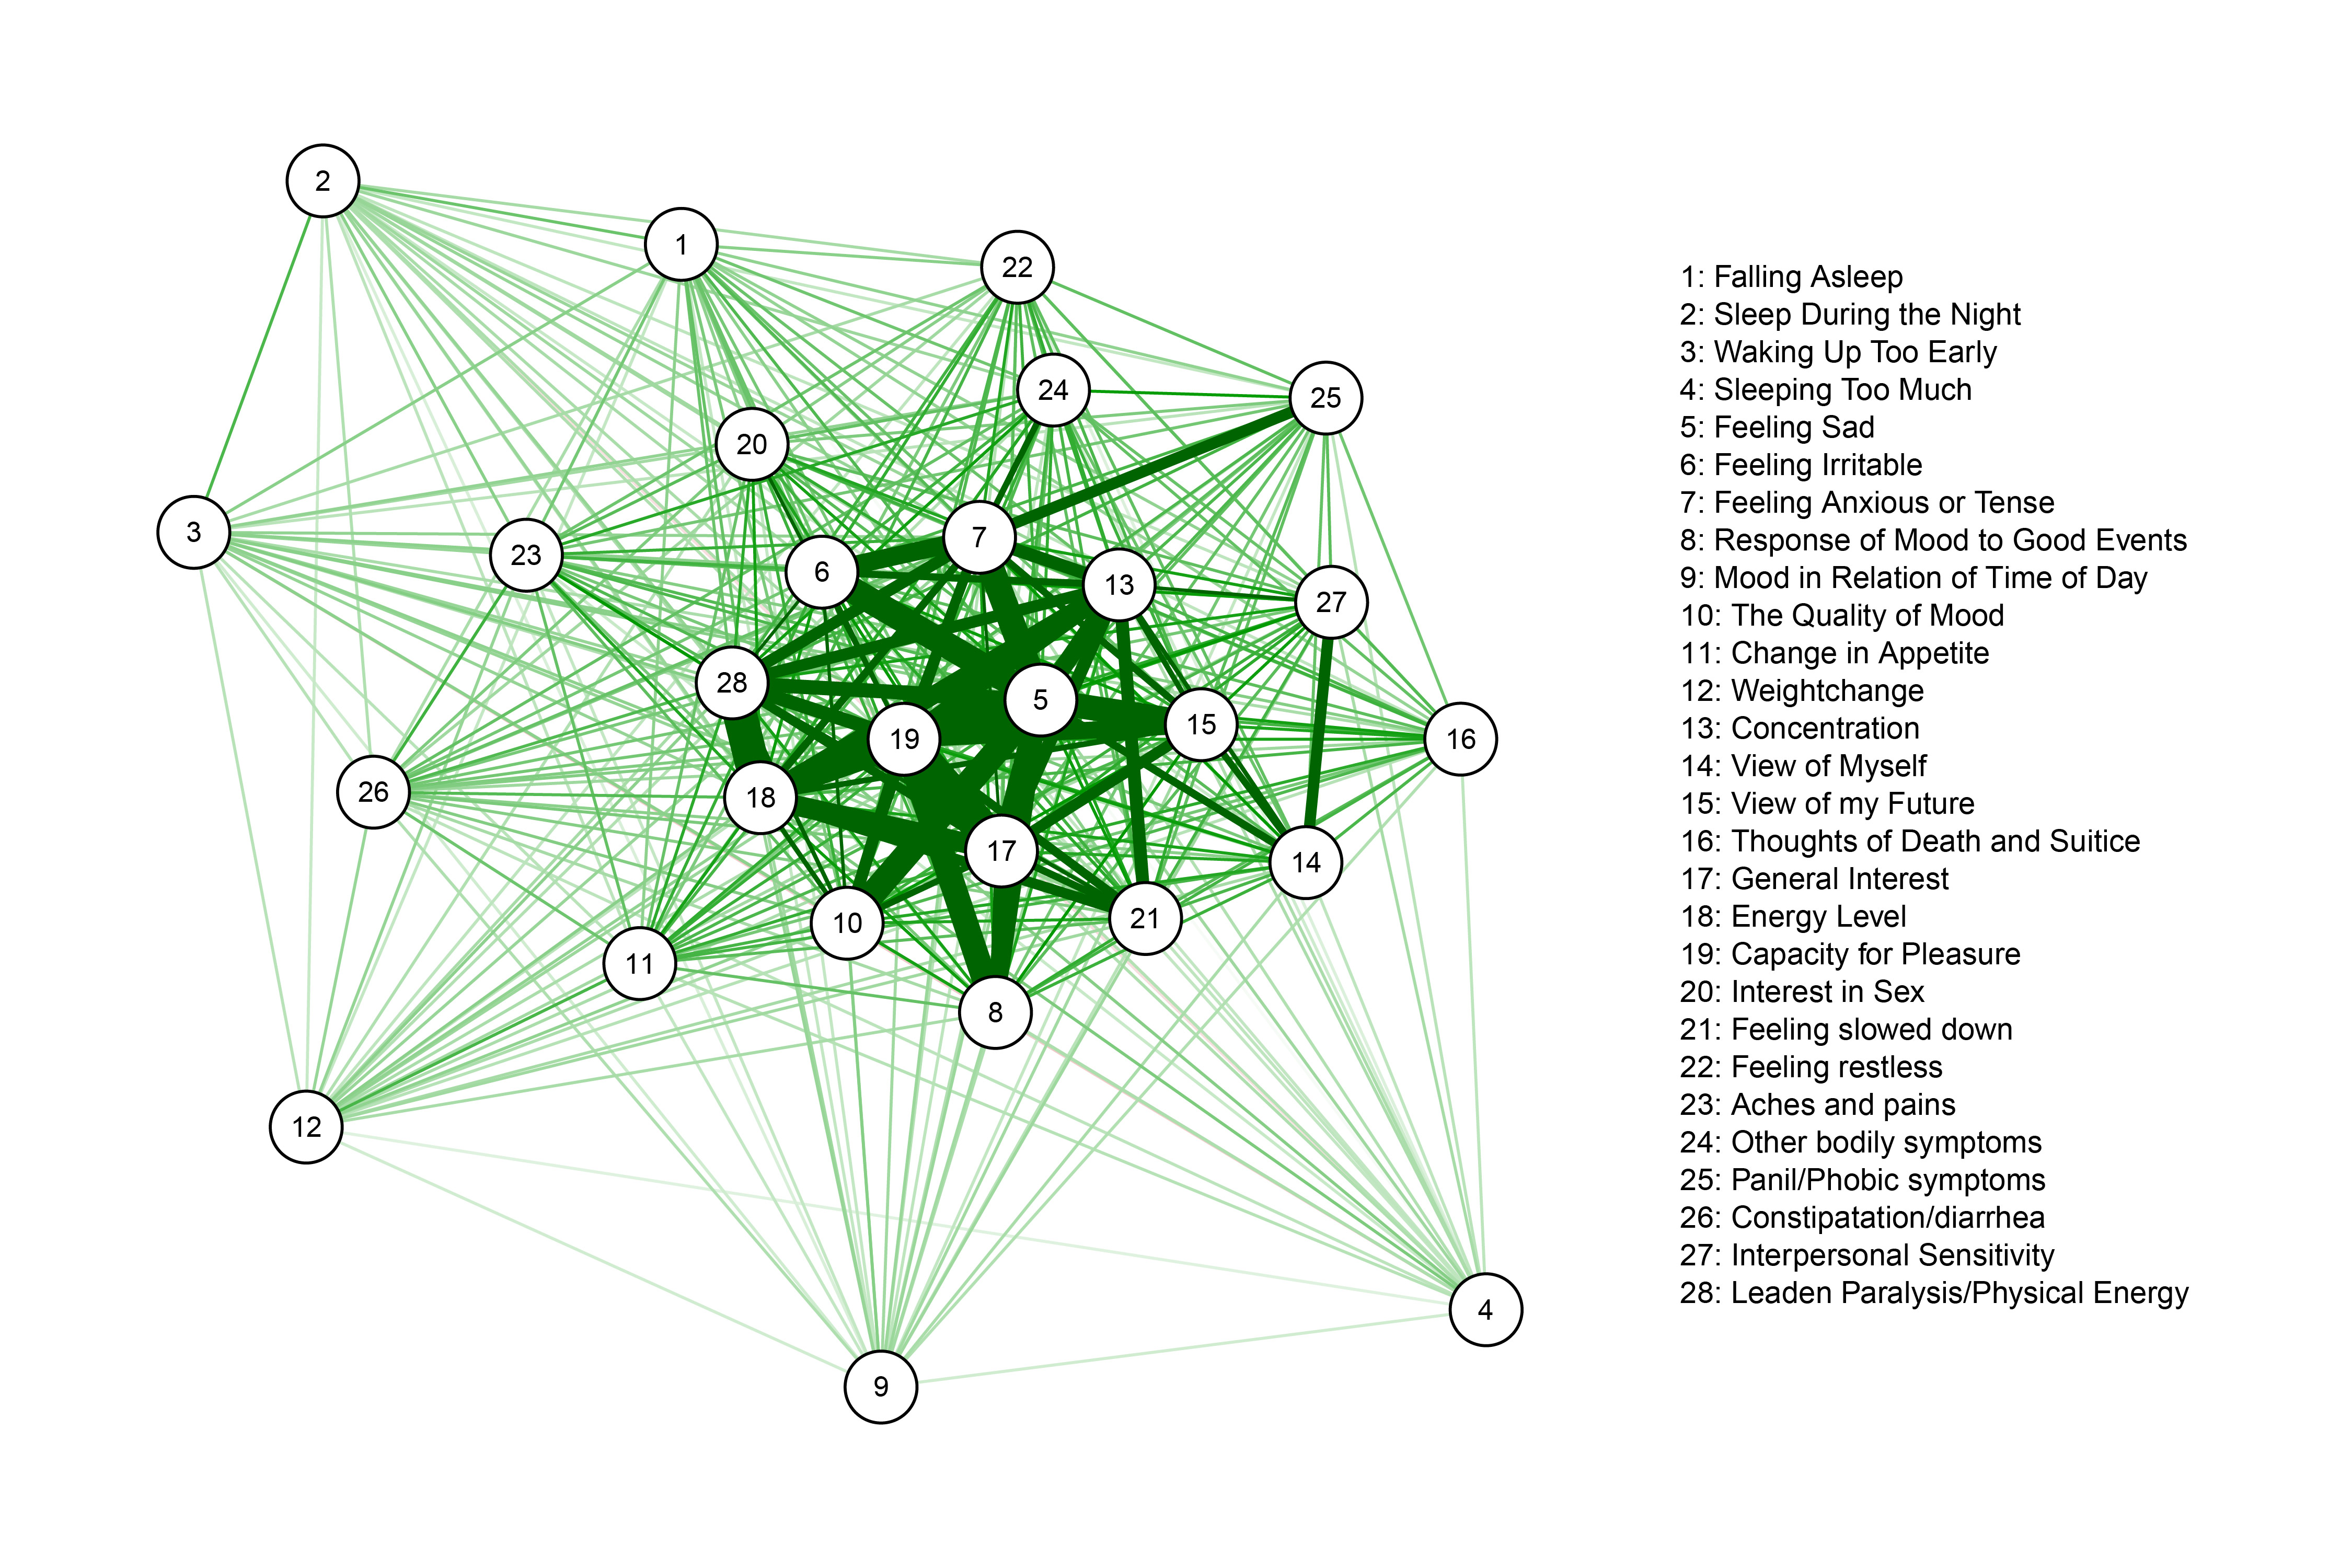 2
1
22
24
25
20
3
23
7
6
13
27
28
5
15
19
16
26
18
17
14
21
10
11
8
12
4
9
1: Falling Asleep
2: Sleep During the Night
3: Waking Up Too Early
4: Sleeping Too Much
5: Feeling Sad
6: Feeling Irritable
7: Feeling Anxious or Tense
8: Response of Mood to Good Events
9: Mood in Relation of Time of Day
10: The Quality of Mood
11: Change in Appetite
12: Weightchange
13: Concentration
14: View of Myself
15: View of my Future
16: Thoughts of Death and Suitice
17: General Interest
18: Energy Level
19: Capacity for Pleasure
20: Interest in Sex
21: Feeling slowed down
22: Feeling restless
23: Aches and pains
24: Other bodily symptoms
25: Panil/Phobic symptoms
26: Constipatation/diarrhea
27: Interpersonal Sensitivity
28: Leaden Paralysis/Physical Energy